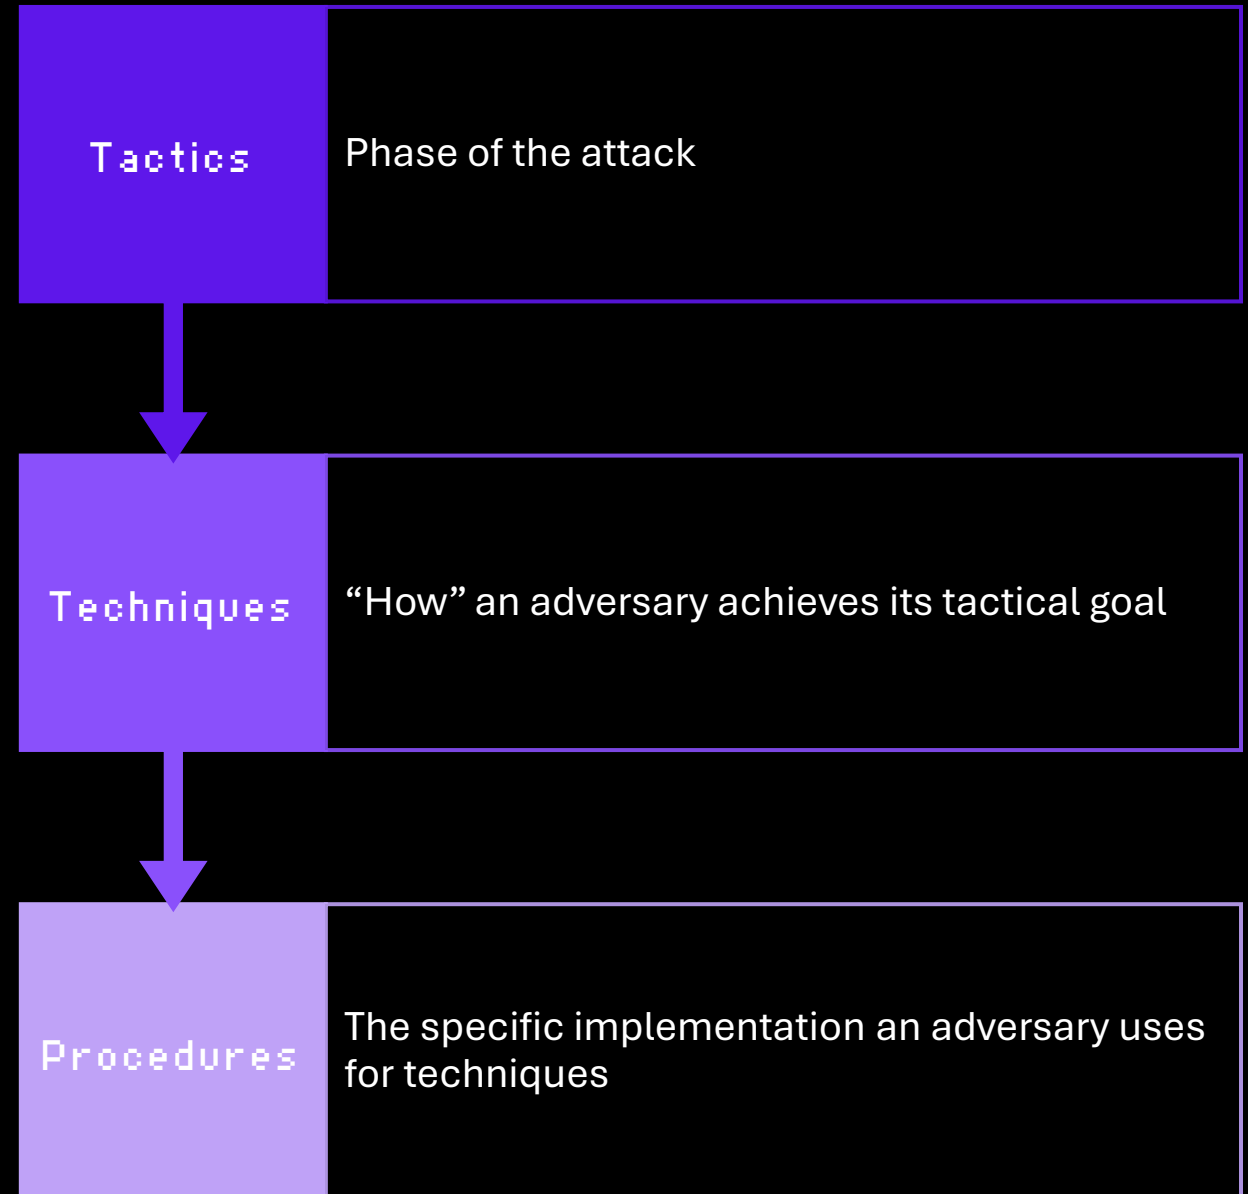 Tactics
Phase of the attack
Techniques
“How” an adversary achieves its tactical goal
Procedures
The specific implementation an adversary uses
for techniques